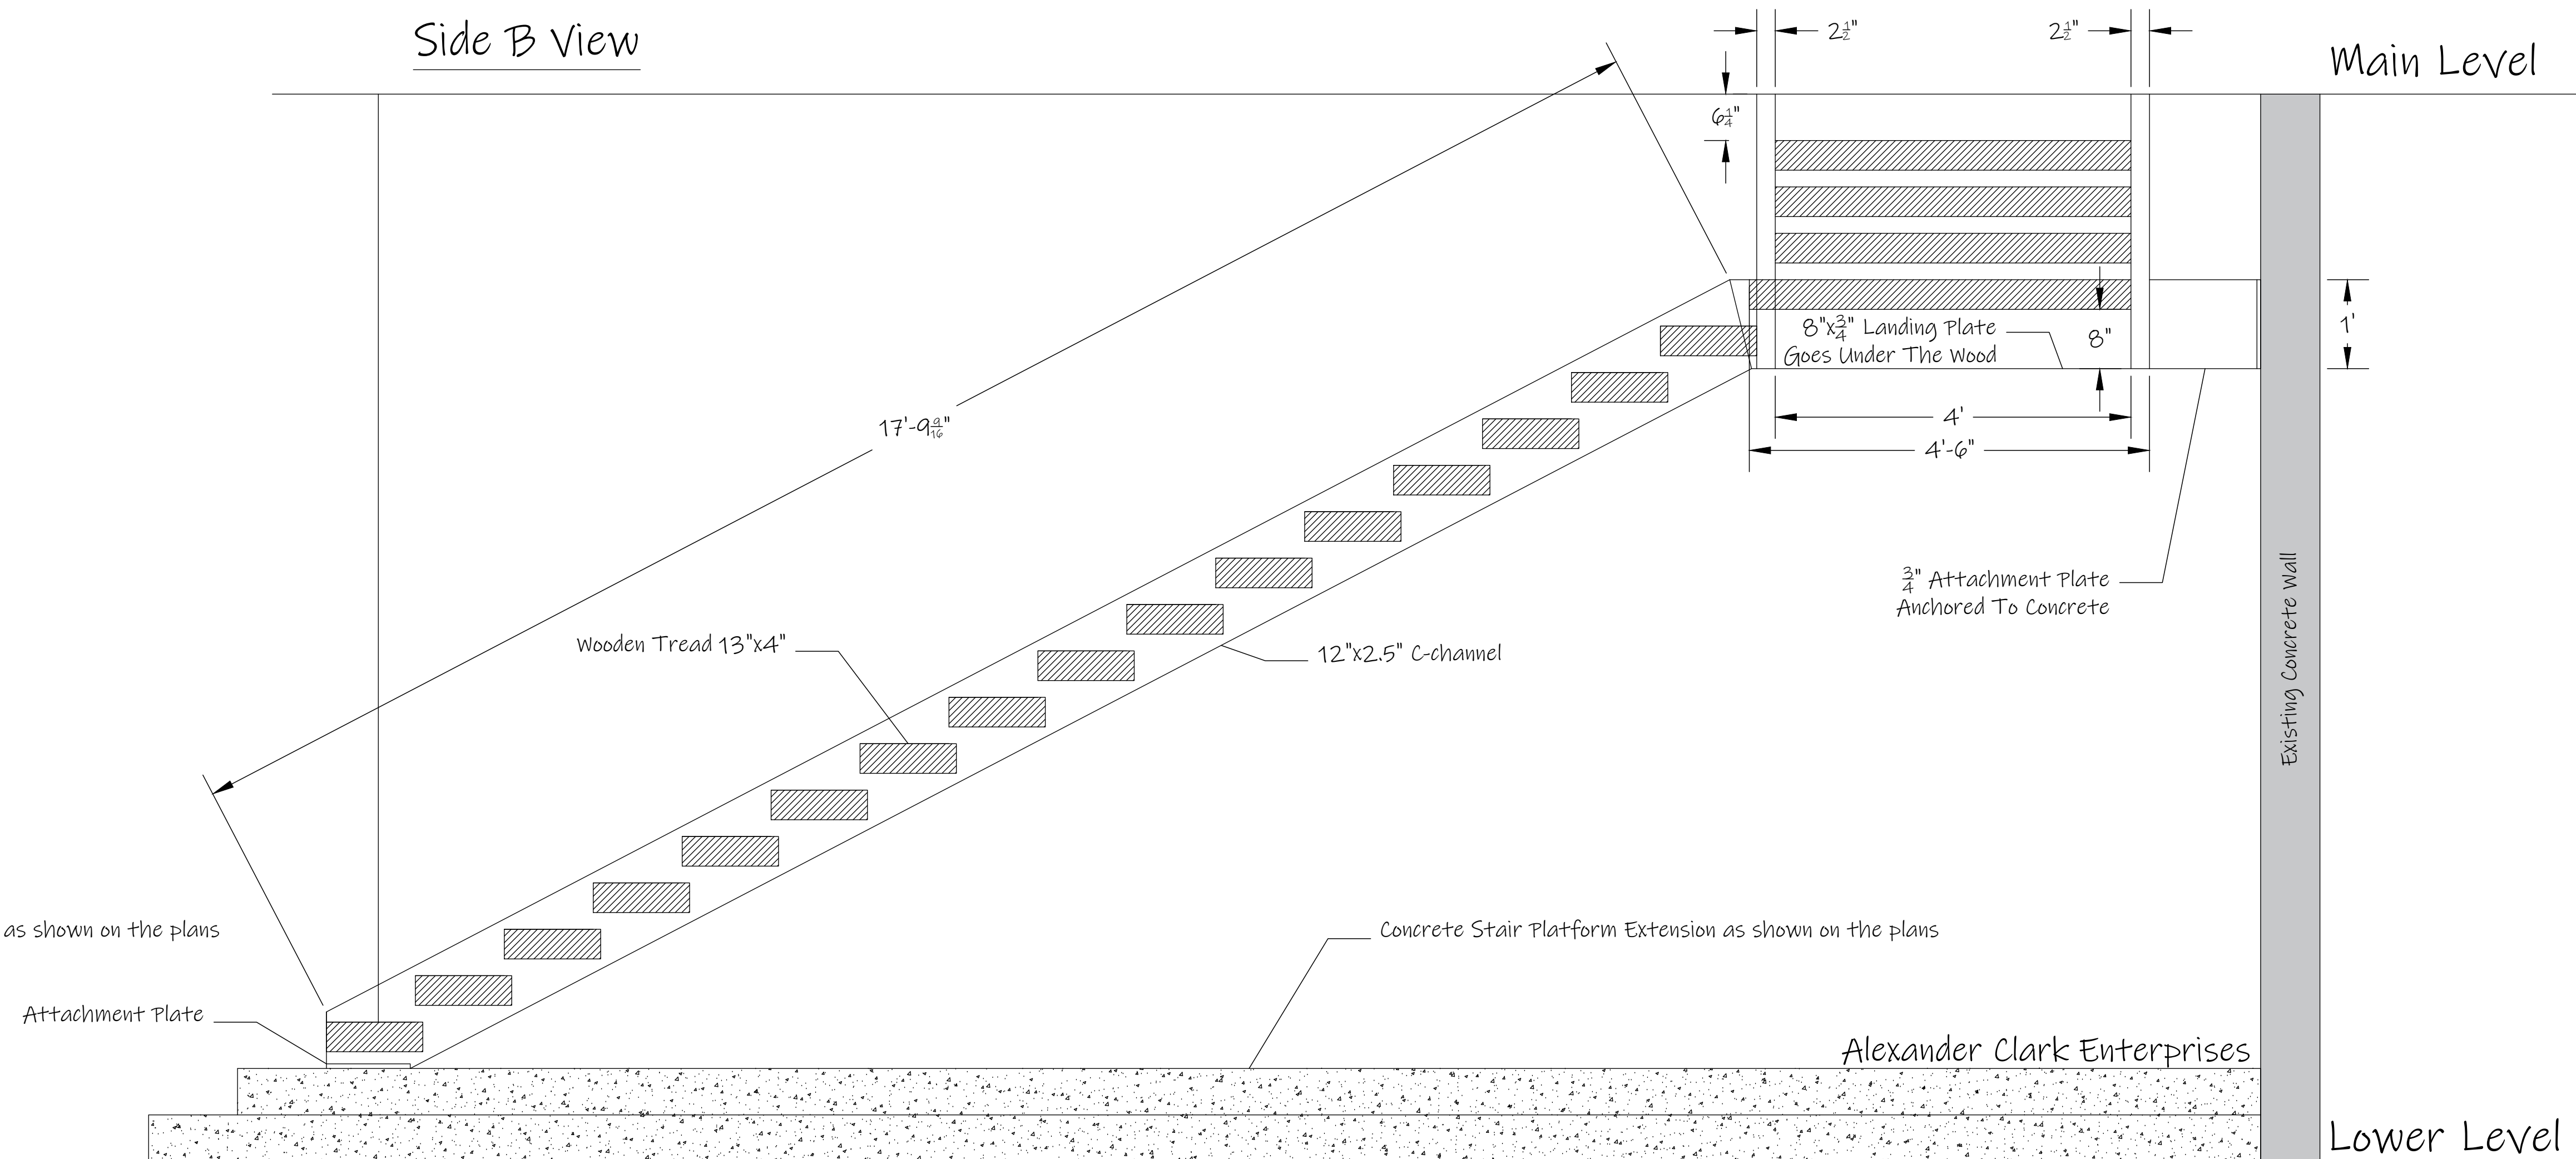 Side B View
2½"
2½"
Main Level
6¼"
17'-9 9/16"
8"x¾" Landing Plate
Goes Under The Wood
8"
1'
4'
4'-6"
¾" Attachment Plate
Anchored To Concrete
Existing Concrete Wall
Wooden Tread 13"x4"
12"x2.5" C-channel
as shown on the plans
Concrete Stair Platform Extension as shown on the plans
Attachment Plate
Alexander Clark Enterprises
Lower Level